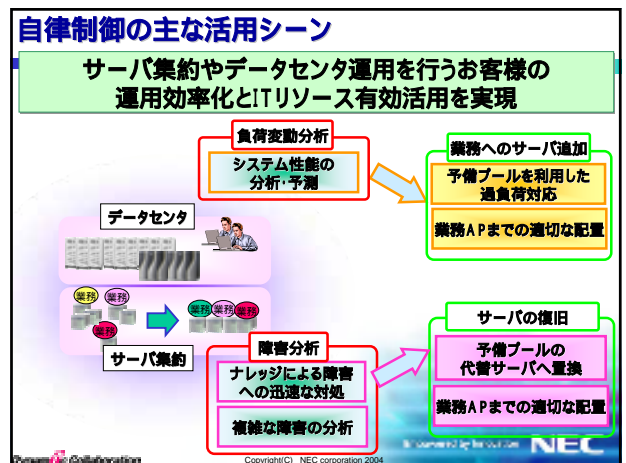 自律制御の主な活用シーン
サーバ集約やデータセンタ運用を行うお客様の
運用効率化とITリソース有効活用を実現
負荷変動分析
システム性能の
分析・予測
業務へのサーバ追加
予備プールを利用した
過負荷対応
業務APまでの適切な配置
データセンタ
業務
業務
業務
業務
業務
業務
サーバ集約
障害分析
ナレッジによる障害
への迅速な対処
複雑な障害の分析
サーバの復旧
予備プールの
代替サーバへ置換
業務APまでの適切な配置
Empowered by Innovation NEC
Dynamic Collaboration
Copyright(C) NEC corporation 2004